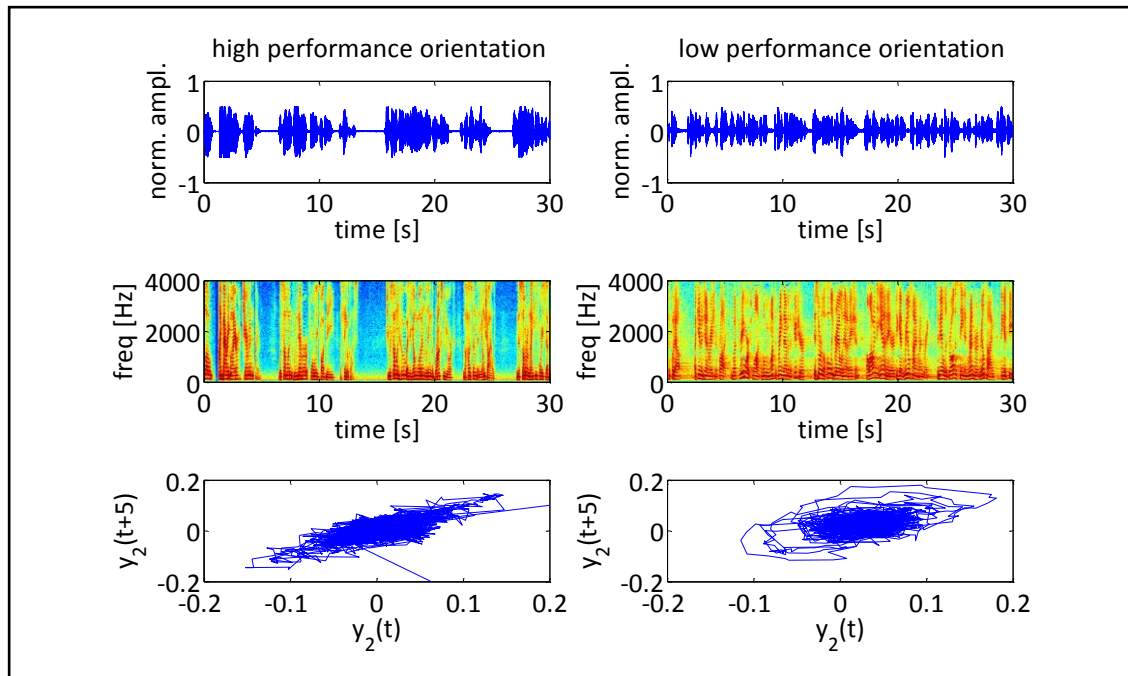 high performance orientation
low performance orientation
norm. ampl.
1
0
-1
0 10 20 30
time [s]
norm. ampl.
1
0
-1
0 10 20 30
time [s]
freq [Hz]
4000
2000
0
0 10 20 30
time [s]
freq [Hz]
4000
2000
0
0 10 20 30
time [s]
y_2(t+5)
0.2
0
-0.2
-0.2 -0.1 0 0.1 0.2
y_2(t)
y_2(t+5)
0.2
0
-0.2
-0.2 -0.1 0 0.1 0.2
y_2(t)